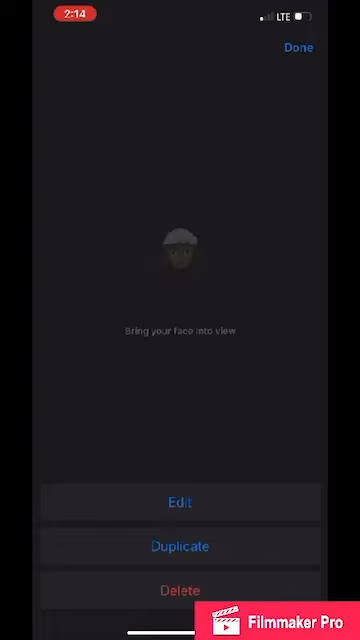 2:14
LTE
Done
Bring your face into view
Edit
Duplicate
Delete
Filmmaker Pro